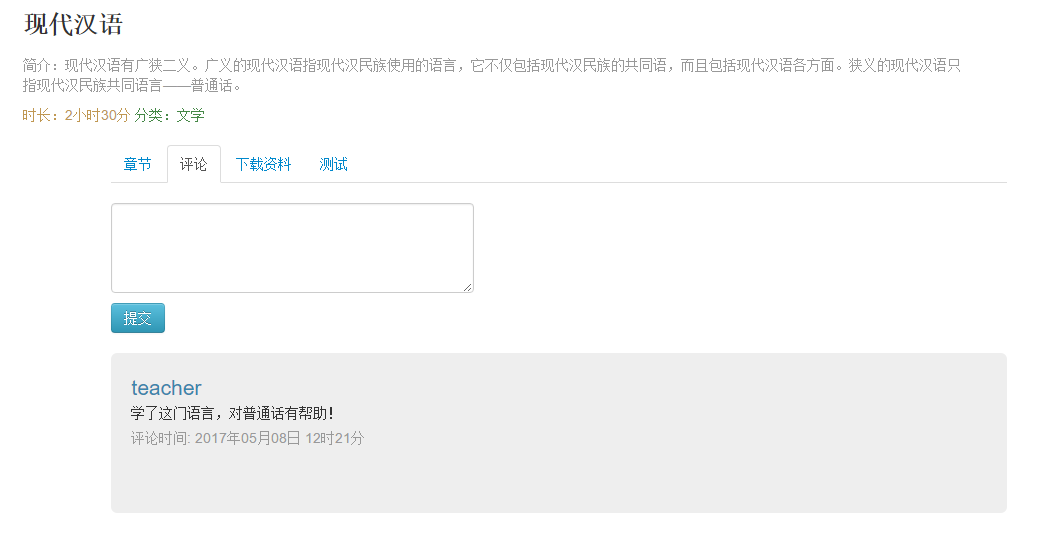 现代汉语
简介：现代汉语有广狭二义。广义的现代汉语指现代汉民族使用的语言，它不仅包括现代汉民族的共同语，而且包括现代汉语各方面。狭义的现代汉语只
指现代汉民族共同语言——普通话。
时长：2小时30分 分类：文学
章节 评论 下载资料 测试
提交
teacher
学了这门语言，对普通话有帮助！
评论时间: 2017年05月08日 12时21分